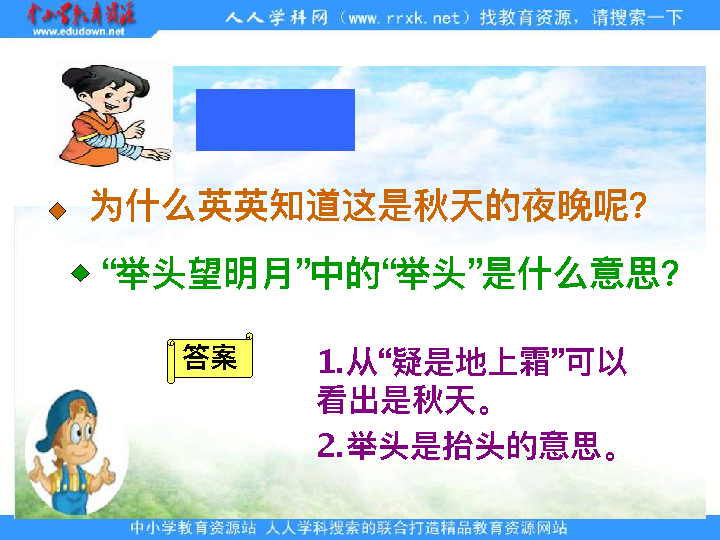 中小学教育资源
www.edudown.net
人人学科网（www.rrxk.net）找教育资源，请搜索一下
为什么英英知道这是秋天的夜晚呢?
“举头望明月”中的“举头”是什么意思?
答案
1.从“疑是地上霜”可以
看出是秋天。
2.举头是抬头的意思。
中小学教育资源站 人人学科搜索的联合打造精品教育资源网站